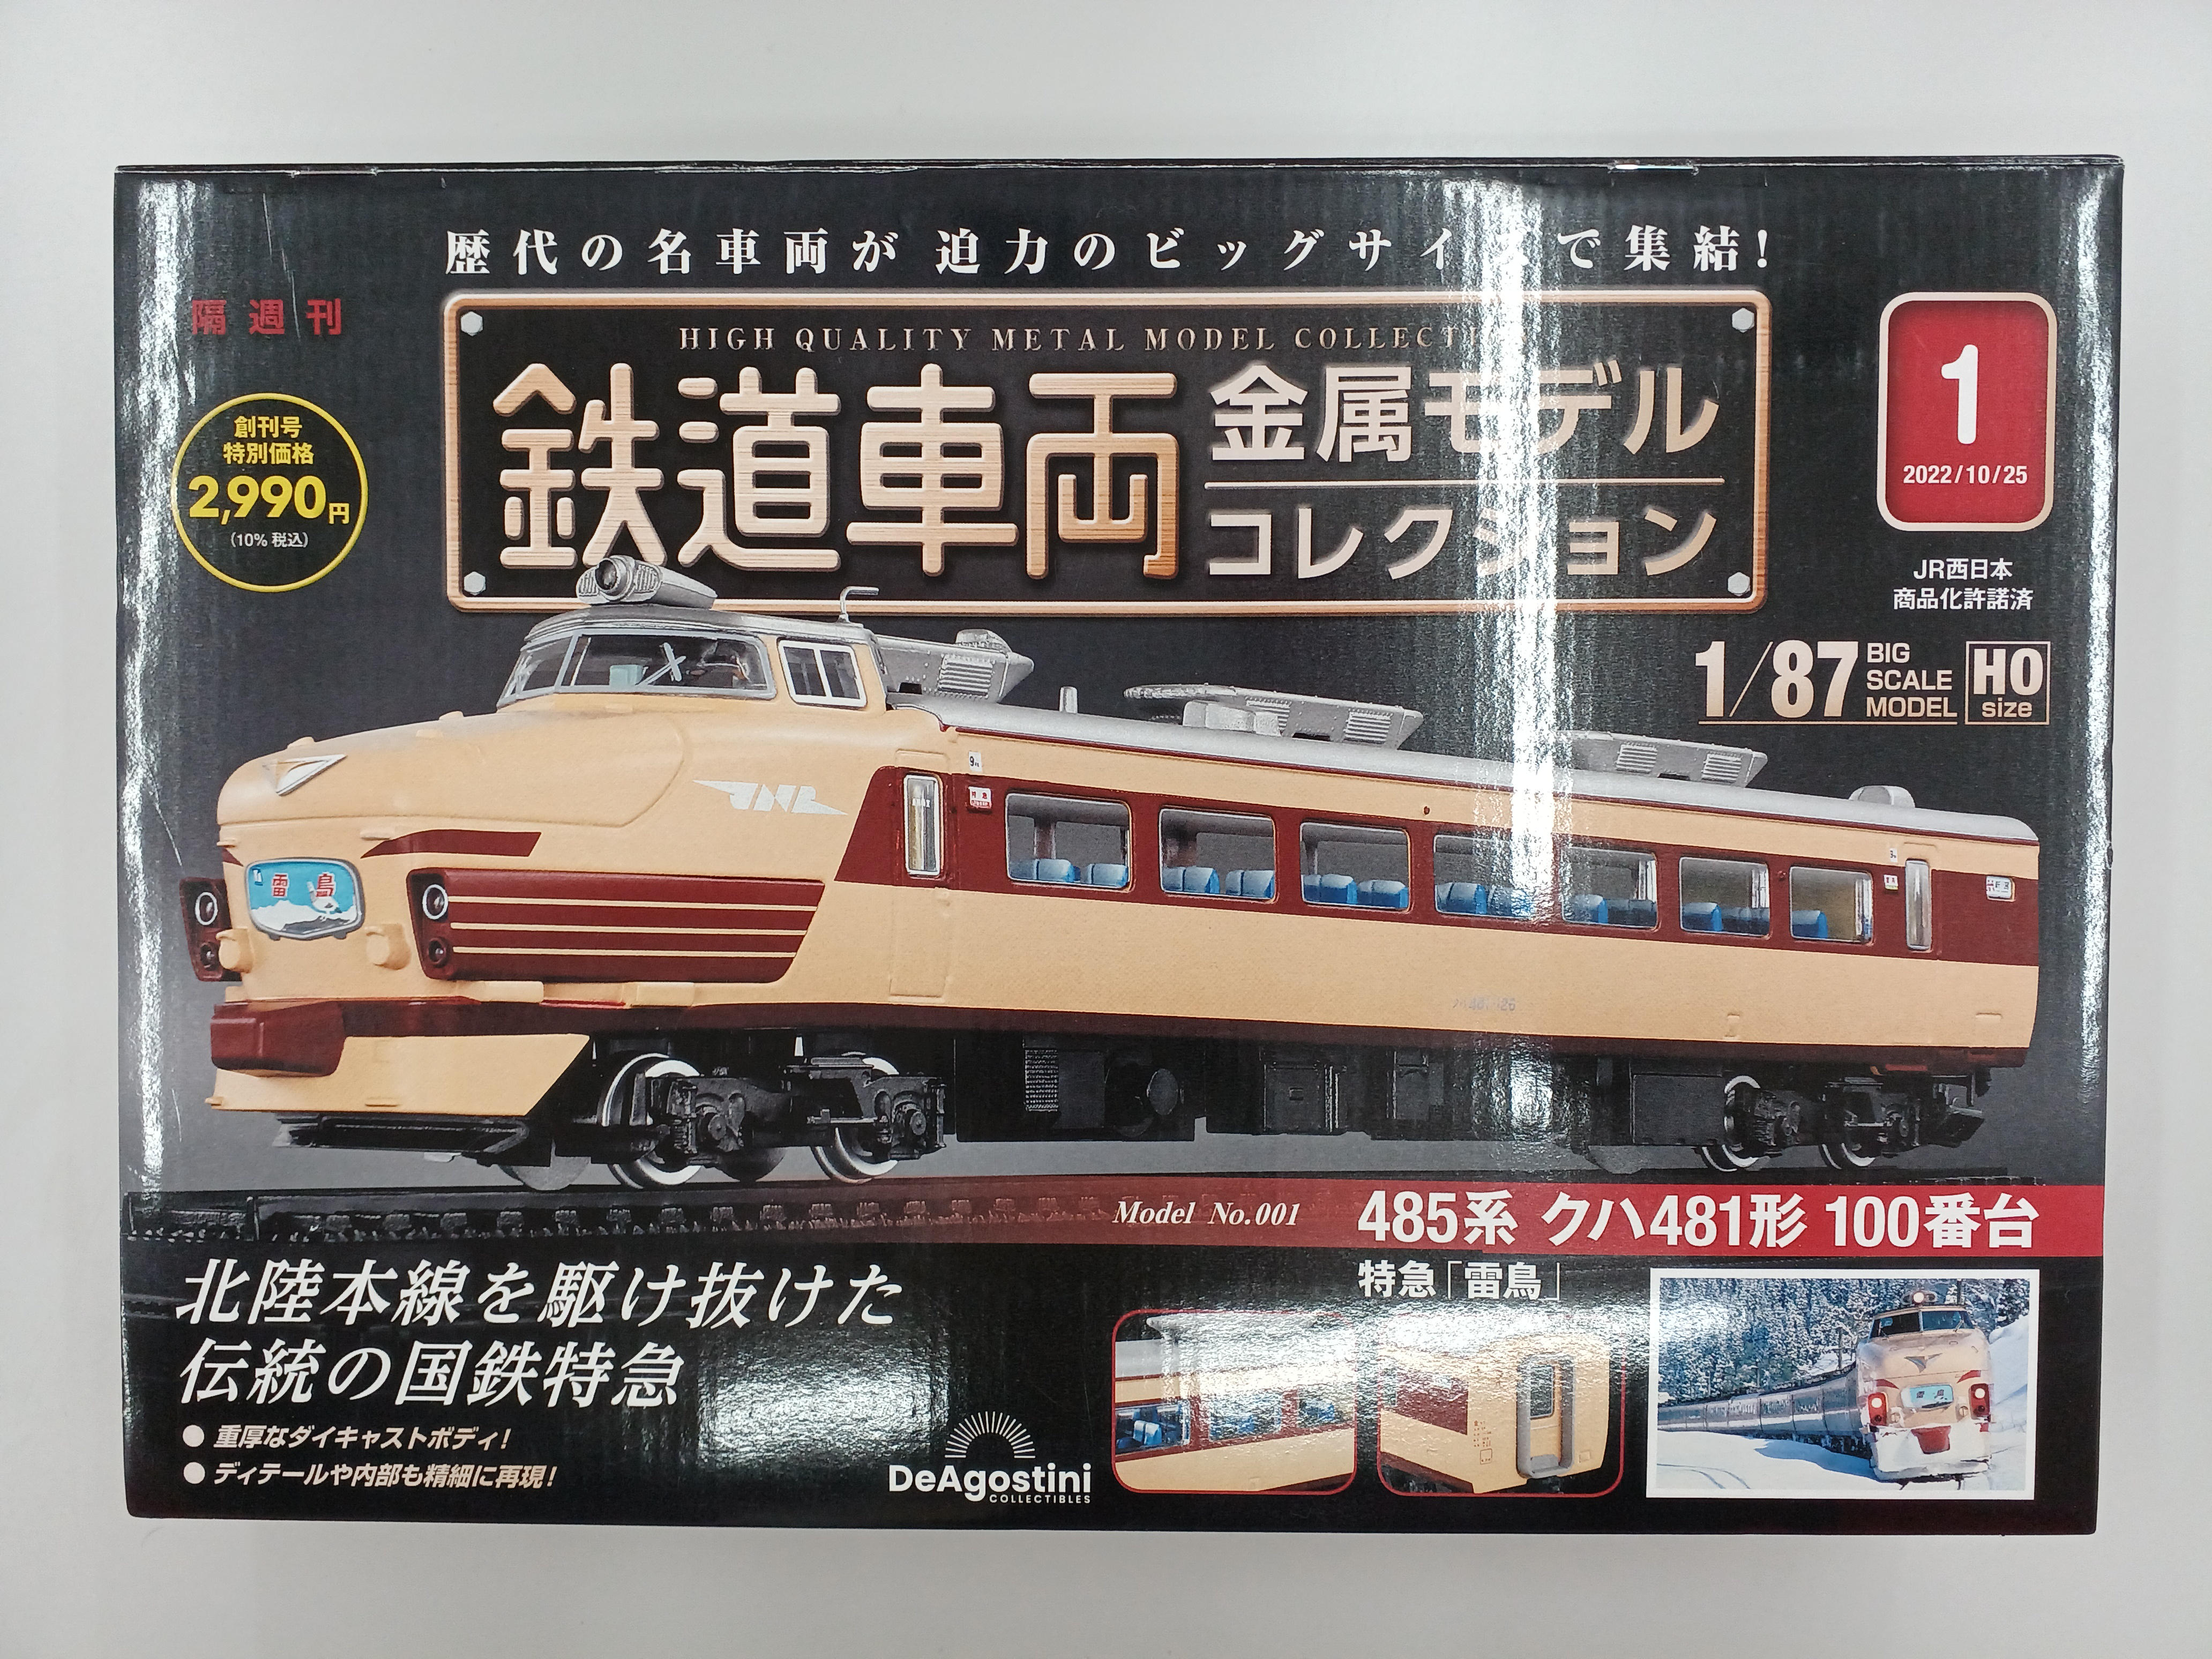 歴代の名車両が 迫力のビッグサイズで集結!
隔週刊
HIGH QUALITY METAL MODEL
鉄道車両
金属モデル
コレクション
創刊号
特別価格
2,990円
(10% 税込)
1
2022/10/25
JR西日本
商品化許諾済
1/87
BIG
SCALE
MODEL
HO
size
JNR
雷鳥
Model No.001
485系 クハ481形 100番台
特急「雷鳥」
北陸本線を駆け抜けた
伝統の国鉄特急
● 重厚なダイキャストボディ!
● ディテールや内部も精細に再現!
DeAgostini
COLLECTIBLES
雷鳥